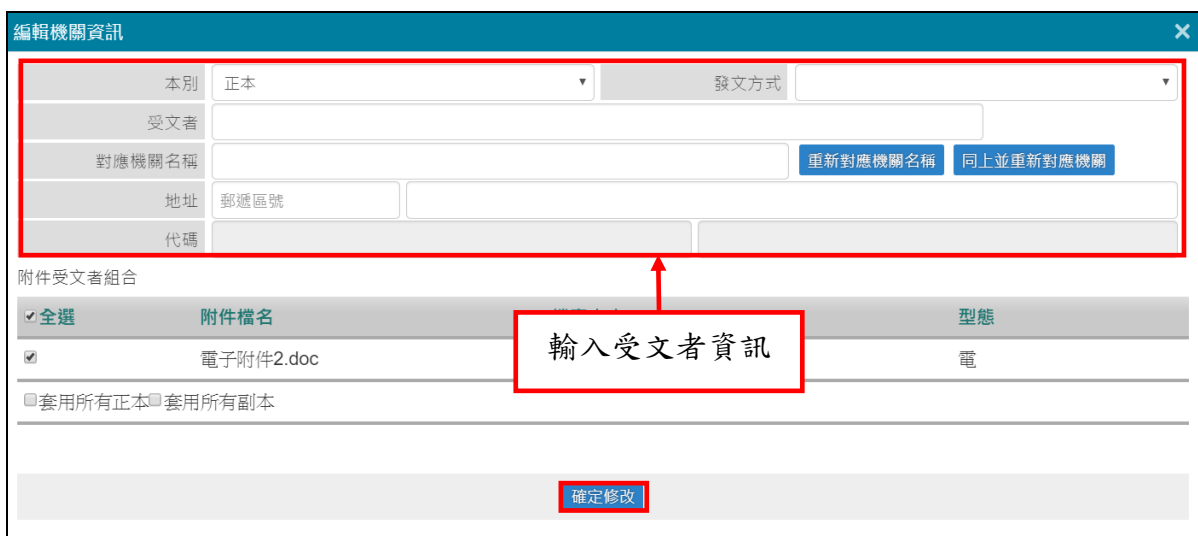 編輯機關資訊 ×
本別 正本 發文方式
受文者
對應機關名稱 重新對應機關名稱 同上並重新對應機關
地址 郵遞區號
代碼
附件受文者組合
全選 附件檔名 型態
電子附件2.doc 電
輸入受文者資訊
套用所有正本 套用所有副本
確定修改